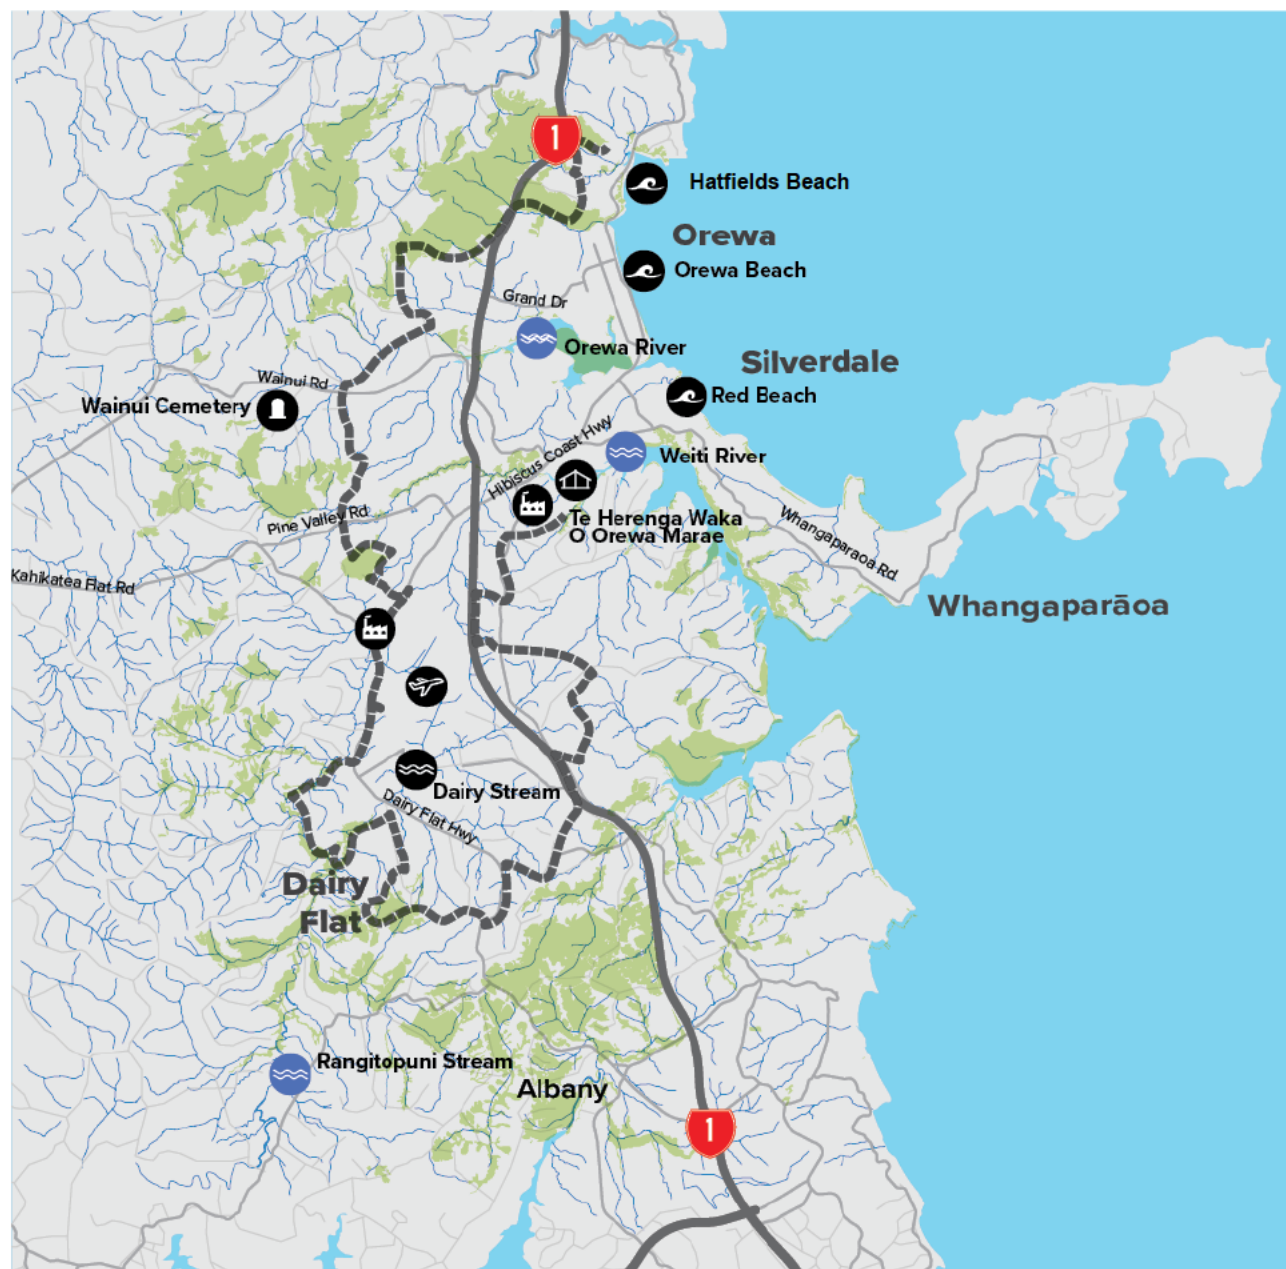 1
Hatfields Beach
Orewa
Orewa Beach
Grand Dr
Orewa River
Silverdale
Wainui Rd
Red Beach
Wainui Cemetery
Hibiscus Coast Hwy
Weiti River
Pine Valley Rd
Te Herenga Waka
O Orewa Marae
Whangaparaoa Rd
Kahikatea Flat Rd
Whangaparāoa
Dairy Stream
Dairy Flat Hwy
Dairy
Flat
Rangitopuni Stream
Albany
1